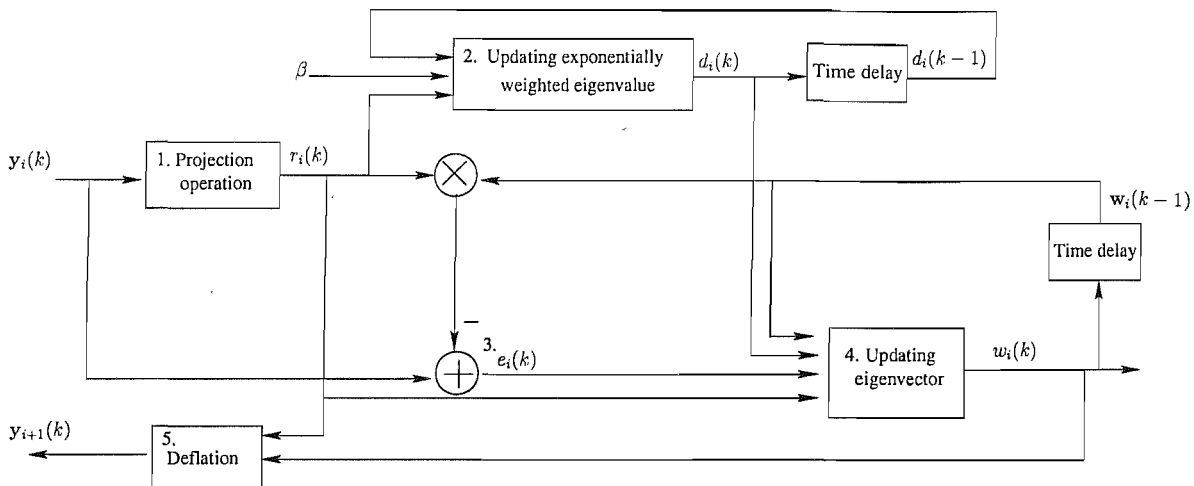 2. Updating exponentially
weighted eigenvalue
d_i(k)
Time delay
d_i(k − 1)
β
y_i(k)
1. Projection
operation
r_i(k)
w_i(k − 1)
Time delay
−
3.
e_i(k)
4. Updating
eigenvector
w_i(k)
y_{i+1}(k)
5.
Deflation